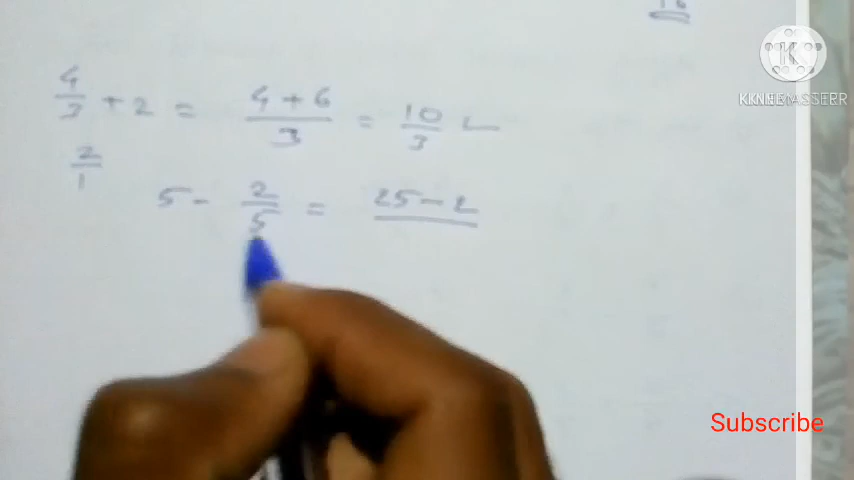 4/3 + 2 = 4 + 6 / 3 = 10/3
2/1
5 - 2/5 = 25 - 2
K
Subscribe